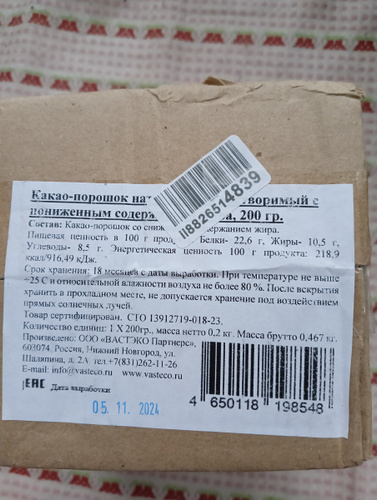 Какао-порошок творимый с
пониженным содер а, 200 гр.
Состав: Какао-порошок со сниж держанием жира.
Пищевая ценность в 100 г прод Белки- 22,6 г, Жиры- 10,5 г,
Углеводы- 8,5 г. Энергетическая ценность 100 г продукта: 218,9
ккал/916,49 кДж.
Срок хранения: 18 месяцев с даты выработки. При температуре не выше
+25 С и относительной влажности воздуха не более 80 %. После вскрытия
хранить в прохладном месте, не допускается хранение под воздействием
прямых солнечных лучей.
Товар сертифицирован. СТО 13912719-018-23.
Количество единиц: 1 X 200гр., масса нетто 0,2 кг. Масса брутто 0,467 кг.
Произведено: ООО «ВАСТЭКО Партнерс»,
603074, Россия, Нижний Новгород, ул.
Шаляпина, д. 2А тел+7(831)262-11-26
E-mail: info@vasteco.ru www.vasteco.ru
ЕАС Дата выработки
05. 11. 2024
4 650118 198548
ii8826514839